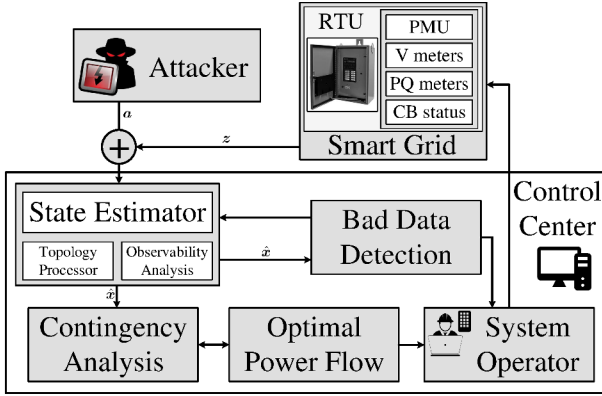 Attacker
RTU
PMU
V meters
PQ meters
CB status
Smart Grid
a
z
+
Control
Center
State Estimator
Topology
Processor
Observability
Analysis
x̂
Bad Data
Detection
x̂
Contingency
Analysis
Optimal
Power Flow
System
Operator